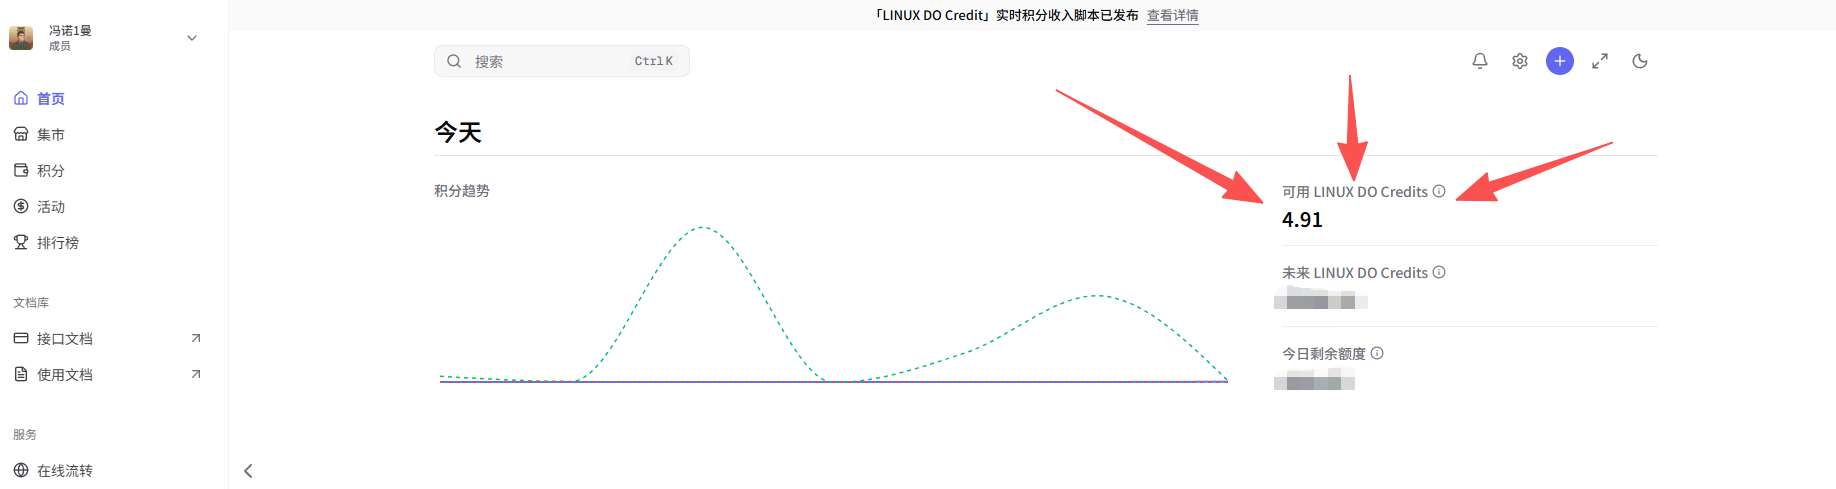 冯诺1曼
成员
首页
集市
积分
活动
排行榜
文档库
接口文档
使用文档
服务
在线流转
「LINUX DO Credit」实时积分收入脚本已发布 查看详情
搜索 Ctrl K
今天
积分趋势
可用 LINUX DO Credits
4.91
未来 LINUX DO Credits
今日剩余额度